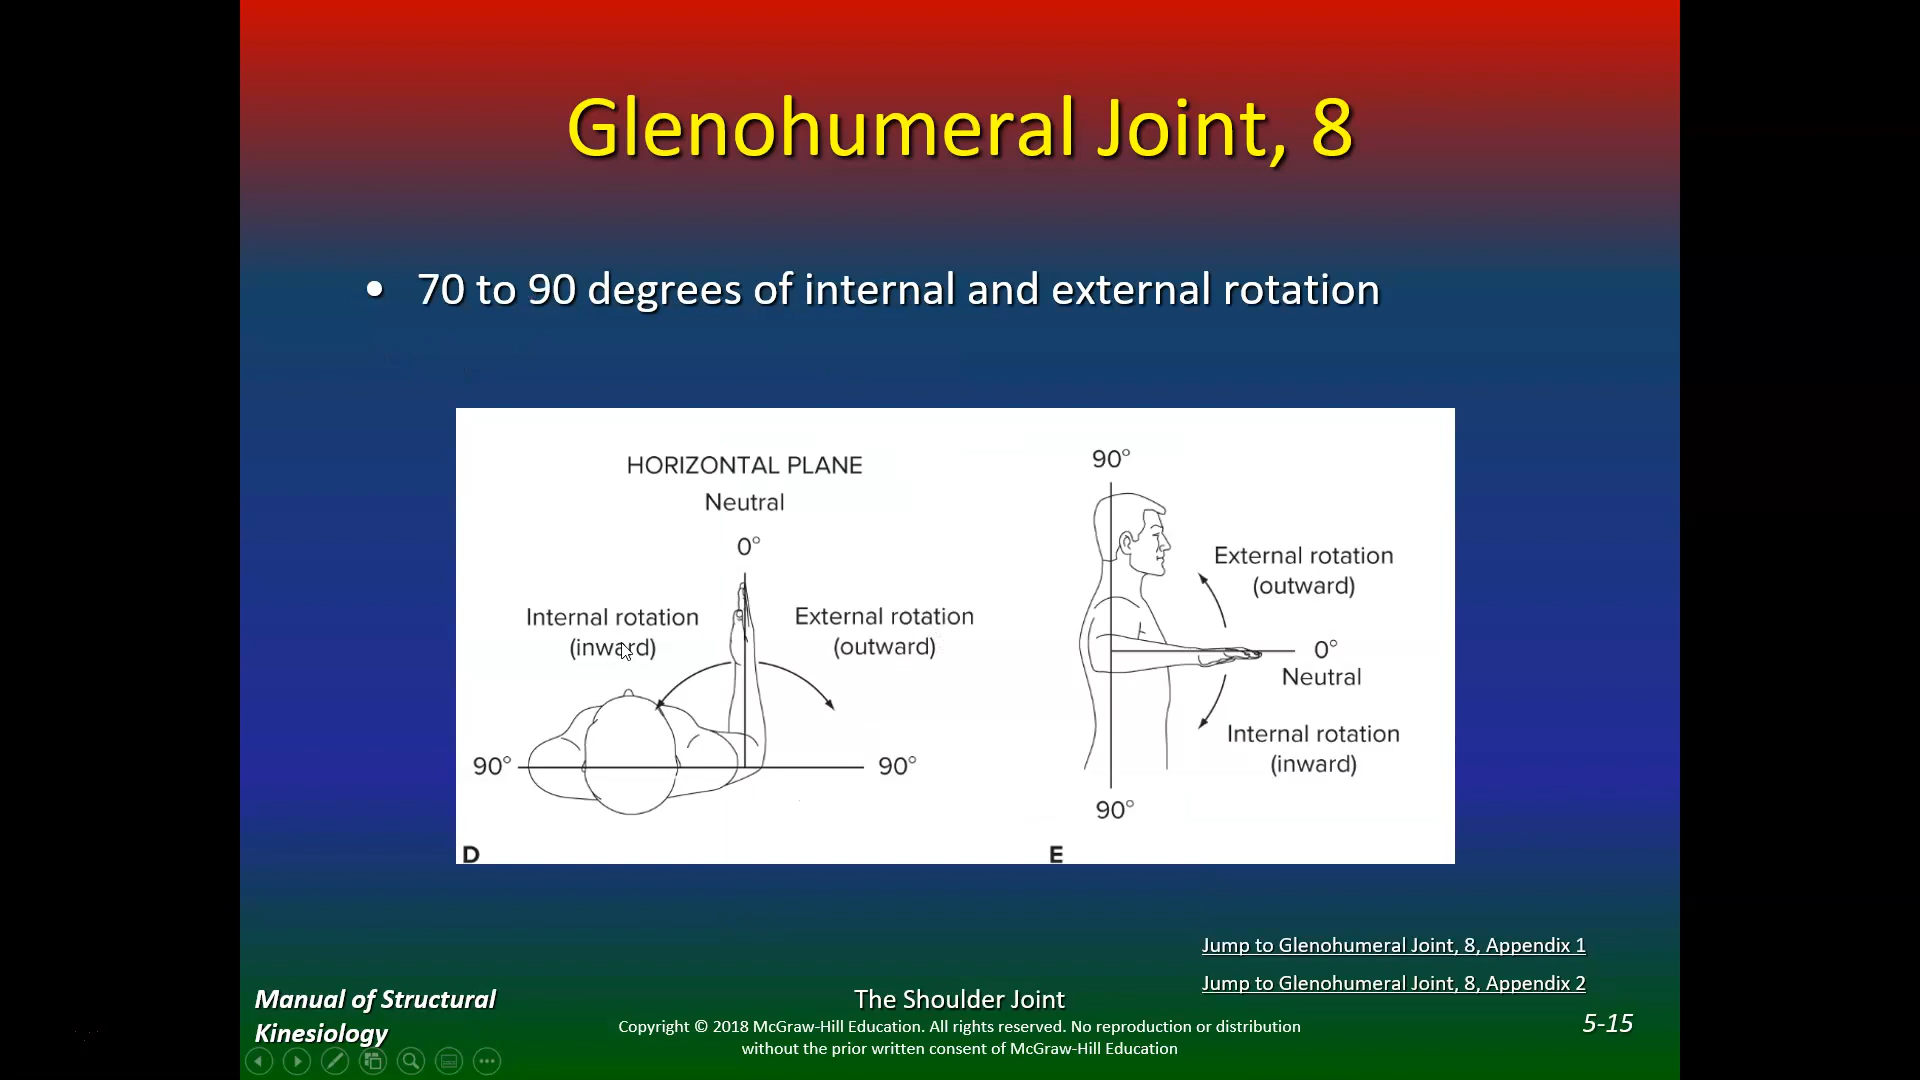 Glenohumeral Joint, 8
• 70 to 90 degrees of internal and external rotation
HORIZONTAL PLANE
Neutral
0°
Internal rotation
(inward)
External rotation
(outward)
90°
90°
D
90°
External rotation
(outward)
0°
Neutral
Internal rotation
(inward)
90°
E
Jump to Glenohumeral Joint, 8, Appendix 1
Jump to Glenohumeral Joint, 8, Appendix 2
Manual of Structural
Kinesiology
The Shoulder Joint
Copyright © 2018 McGraw-Hill Education. All rights reserved. No reproduction or distribution
without the prior written consent of McGraw-Hill Education
5-15